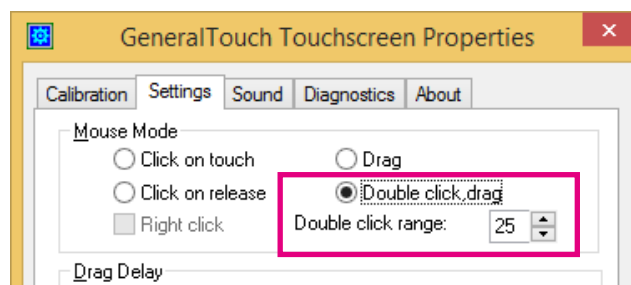 GeneralTouch Touchscreen Properties
Calibration Settings Sound Diagnostics About
Mouse Mode
Click on touch Drag
Click on release Double click,drag
Right click Double click range: 25
Drag Delay